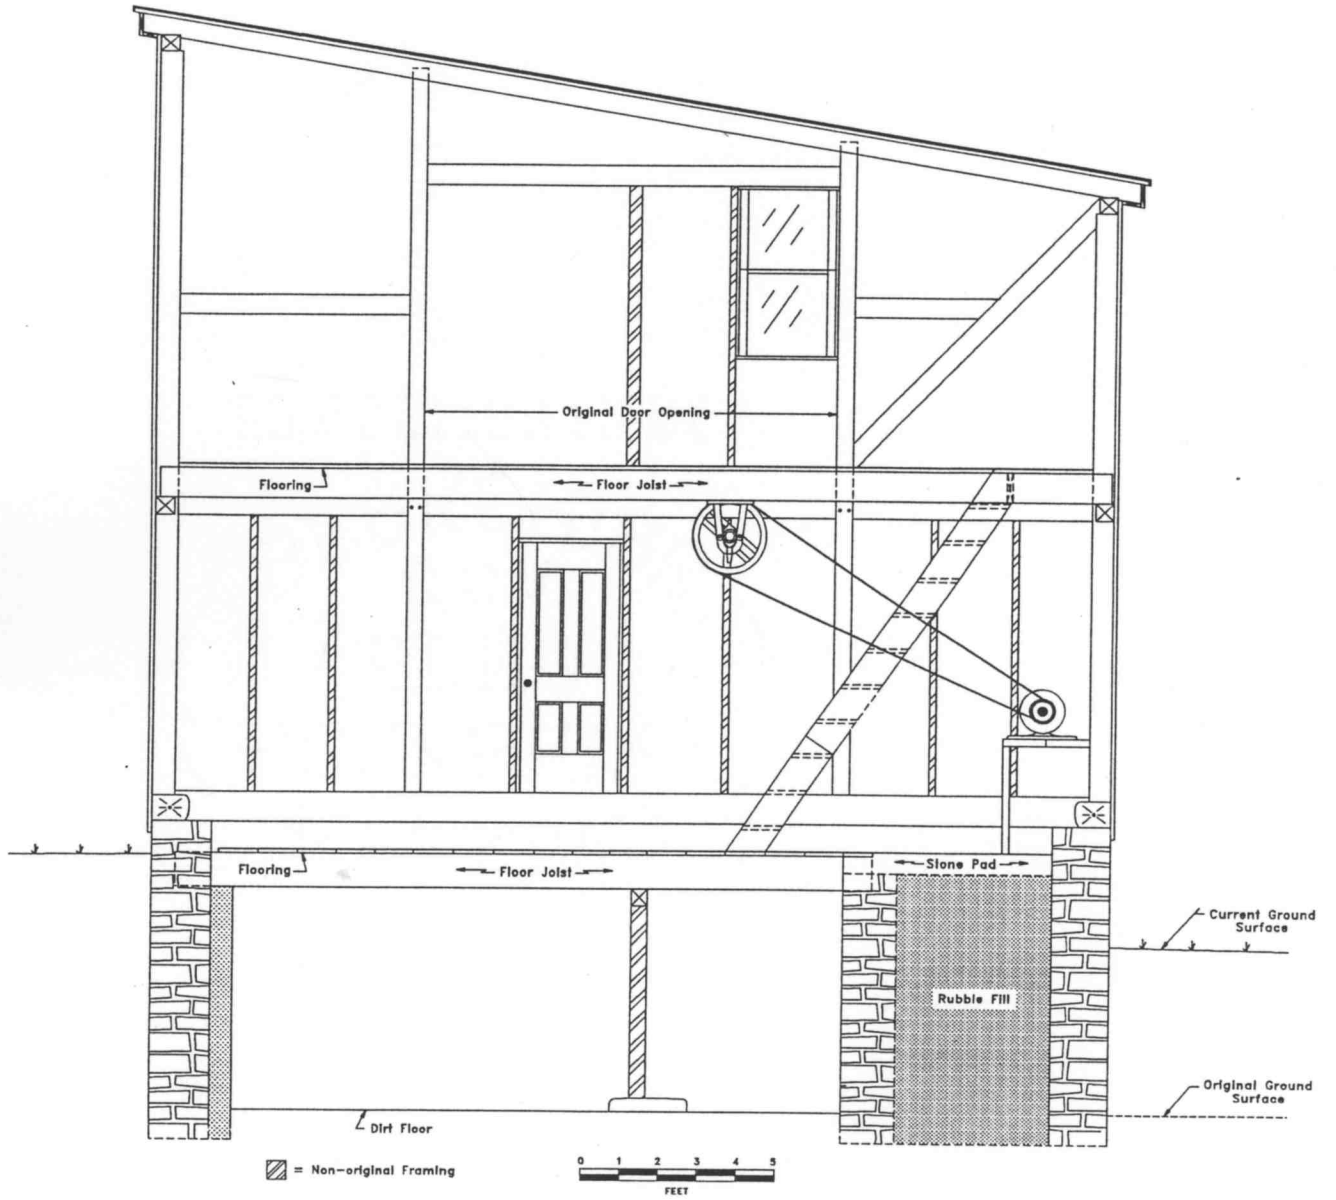 Original Door Opening
Flooring
Floor Joist
Flooring
Floor Joist
Stone Pad
Current Ground
Surface
Rubble Fill
Original Ground
Surface
Dirt Floor
= Non-original Framing
0 1 2 3 4 5
FEET